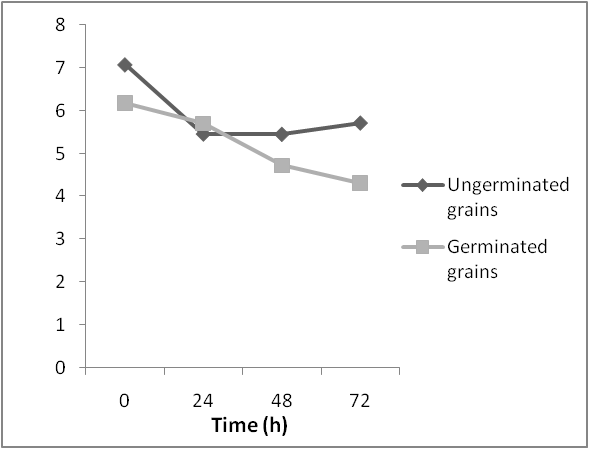 8
7
6
5
4
3
2
1
0
0 24 48 72
Time (h)
Ungerminated
grains
Germinated
grains